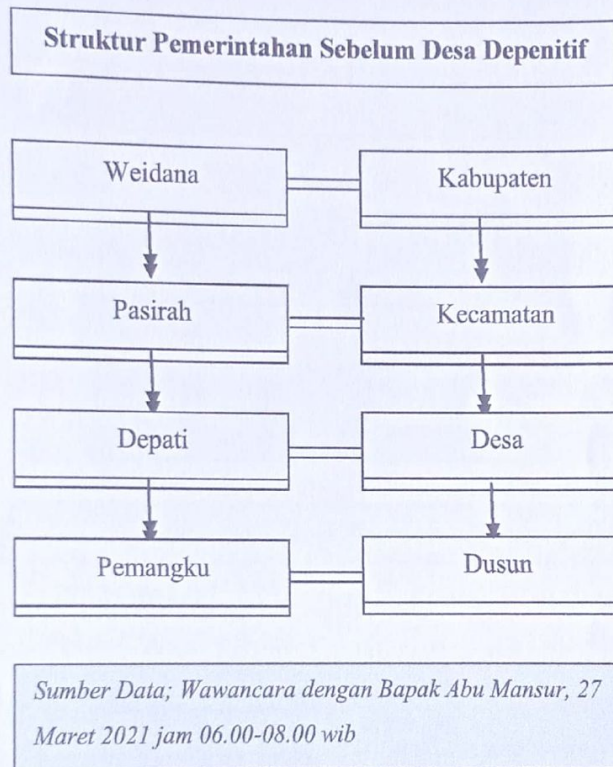 Struktur Pemerintahan Sebelum Desa Depenitif
Weidana
Kabupaten
Pasirah
Kecamatan
Depati
Desa
Pemangku
Dusun
Sumber Data; Wawancara dengan Bapak Abu Mansur, 27
Maret 2021 jam 06.00-08.00 wib